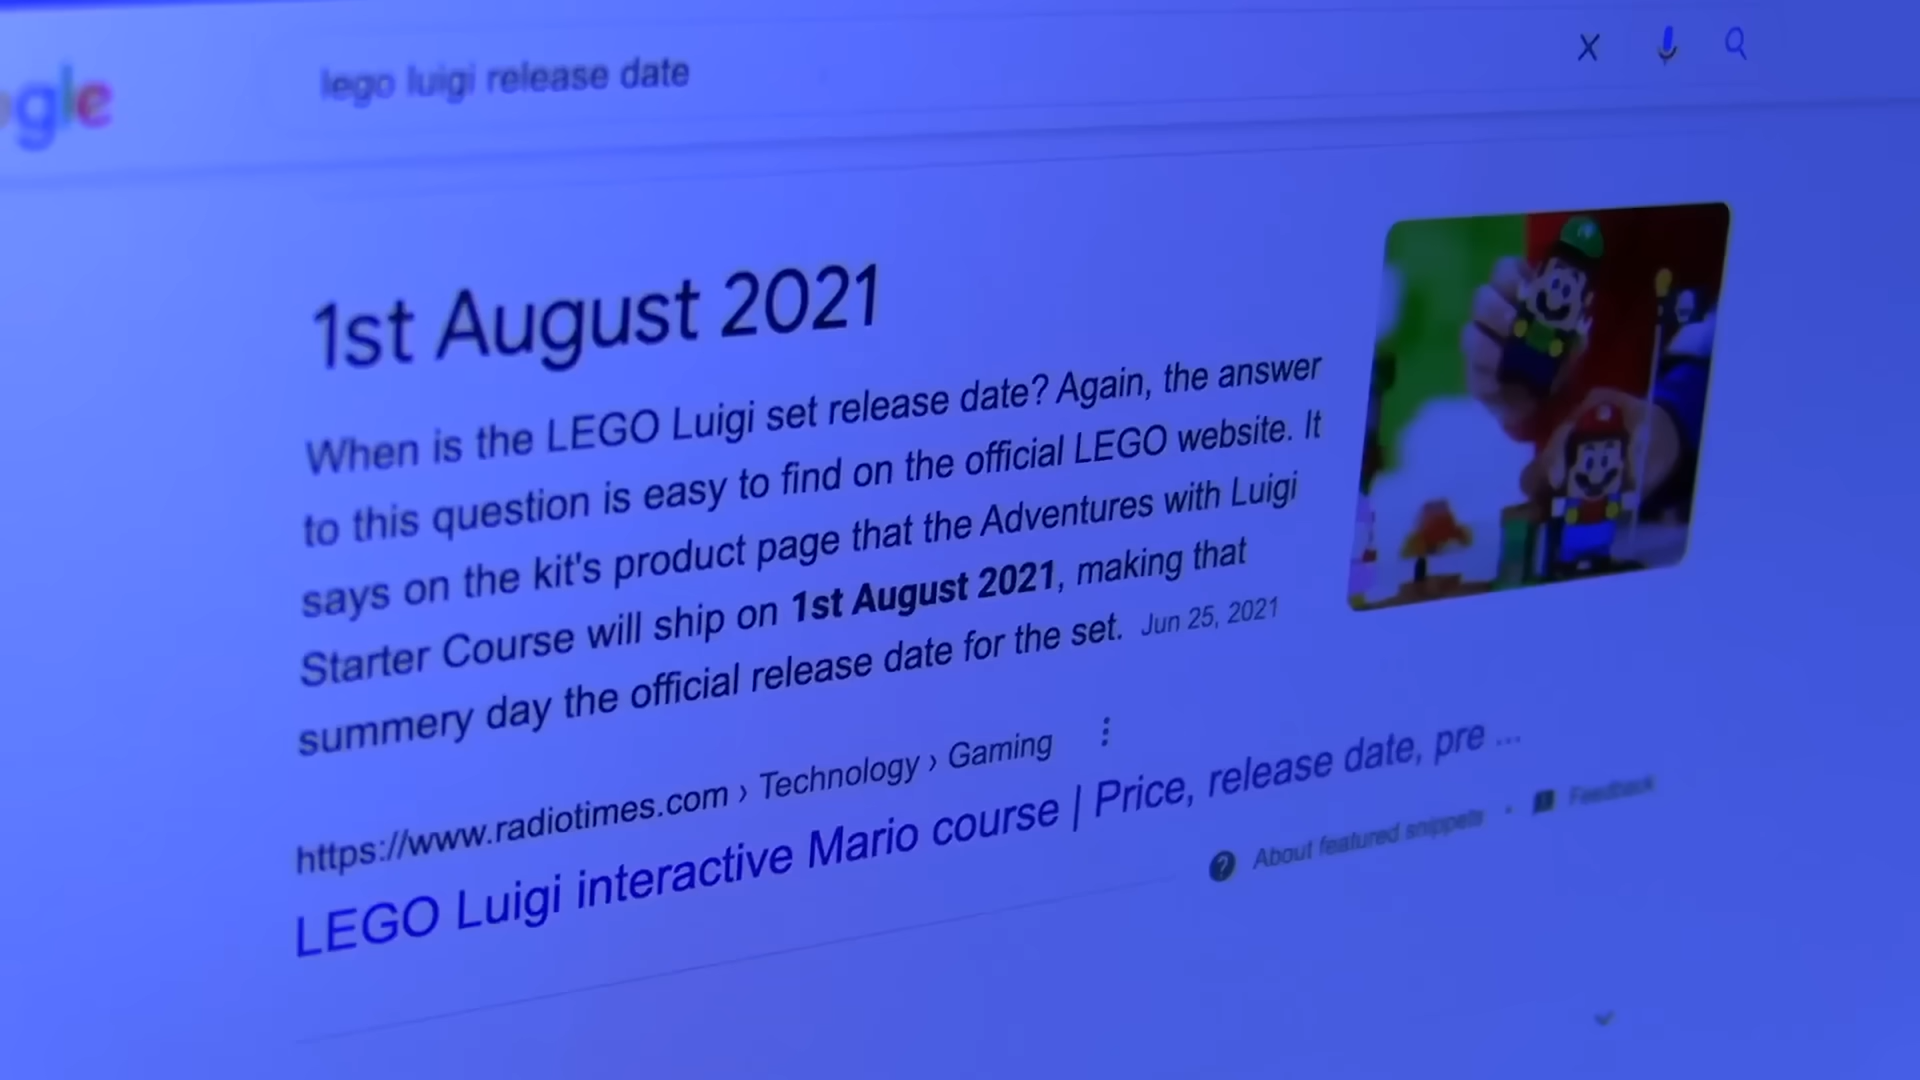 gle
lego luigi release date
1st August 2021
When is the LEGO Luigi set release date? Again, the answer
to this question is easy to find on the official LEGO website. It
says on the kit's product page that the Adventures with Luigi
Starter Course will ship on 1st August 2021, making that
summery day the official release date for the set. Jun 25, 2021
https://www.radiotimes.com › Technology › Gaming
LEGO Luigi interactive Mario course | Price, release date, pre ...
About featured snippets • Feedback